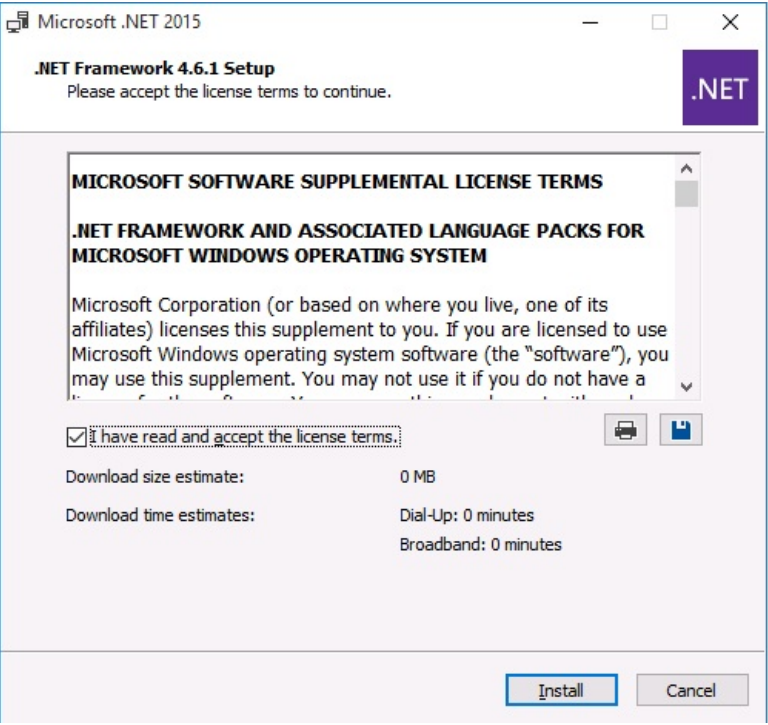 Microsoft .NET 2015
.NET Framework 4.6.1 Setup
Please accept the license terms to continue.
.NET
MICROSOFT SOFTWARE SUPPLEMENTAL LICENSE TERMS
.NET FRAMEWORK AND ASSOCIATED LANGUAGE PACKS FOR
MICROSOFT WINDOWS OPERATING SYSTEM
Microsoft Corporation (or based on where you live, one of its
affiliates) licenses this supplement to you. If you are licensed to use
Microsoft Windows operating system software (the “software”), you
may use this supplement. You may not use it if you do not have a
I have read and accept the license terms.
Download size estimate: 0 MB
Download time estimates: Dial-Up: 0 minutes
Broadband: 0 minutes
Install Cancel